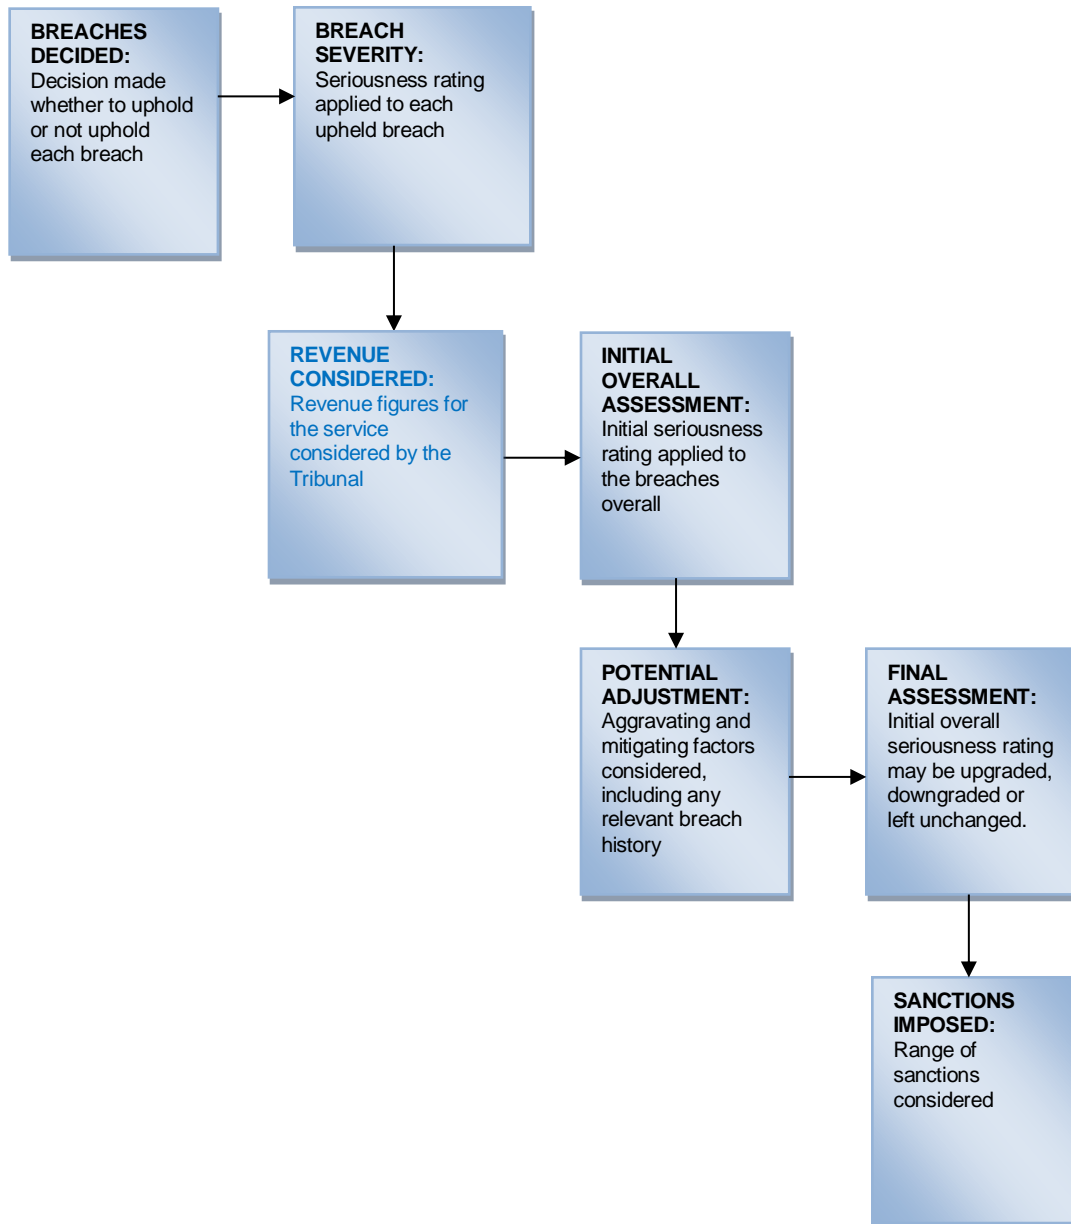 BREACHES
DECIDED:
Decision made
whether to uphold
or not uphold
each breach
BREACH
SEVERITY:
Seriousness rating
applied to each
upheld breach
REVENUE
CONSIDERED:
Revenue figures for
the service
considered by the
Tribunal
INITIAL
OVERALL
ASSESSMENT:
Initial seriousness
rating applied to
the breaches
overall
POTENTIAL
ADJUSTMENT:
Aggravating and
mitigating factors
considered,
including any
relevant breach
history
FINAL
ASSESSMENT:
Initial overall
seriousness rating
may be upgraded,
downgraded or
left unchanged.
SANCTIONS
IMPOSED:
Range of
sanctions
considered